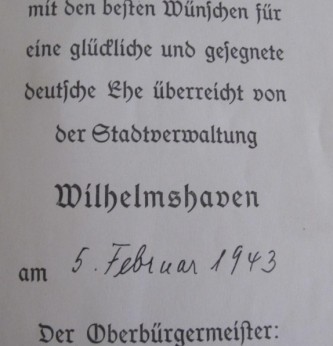 mit den besten Wünschen für
eine glückliche und gesegnete
deutsche Ehe überreicht von
der Stadtverwaltung
Wilhelmshaven
am 5. Februar 1943
Der Oberbürgermeister: